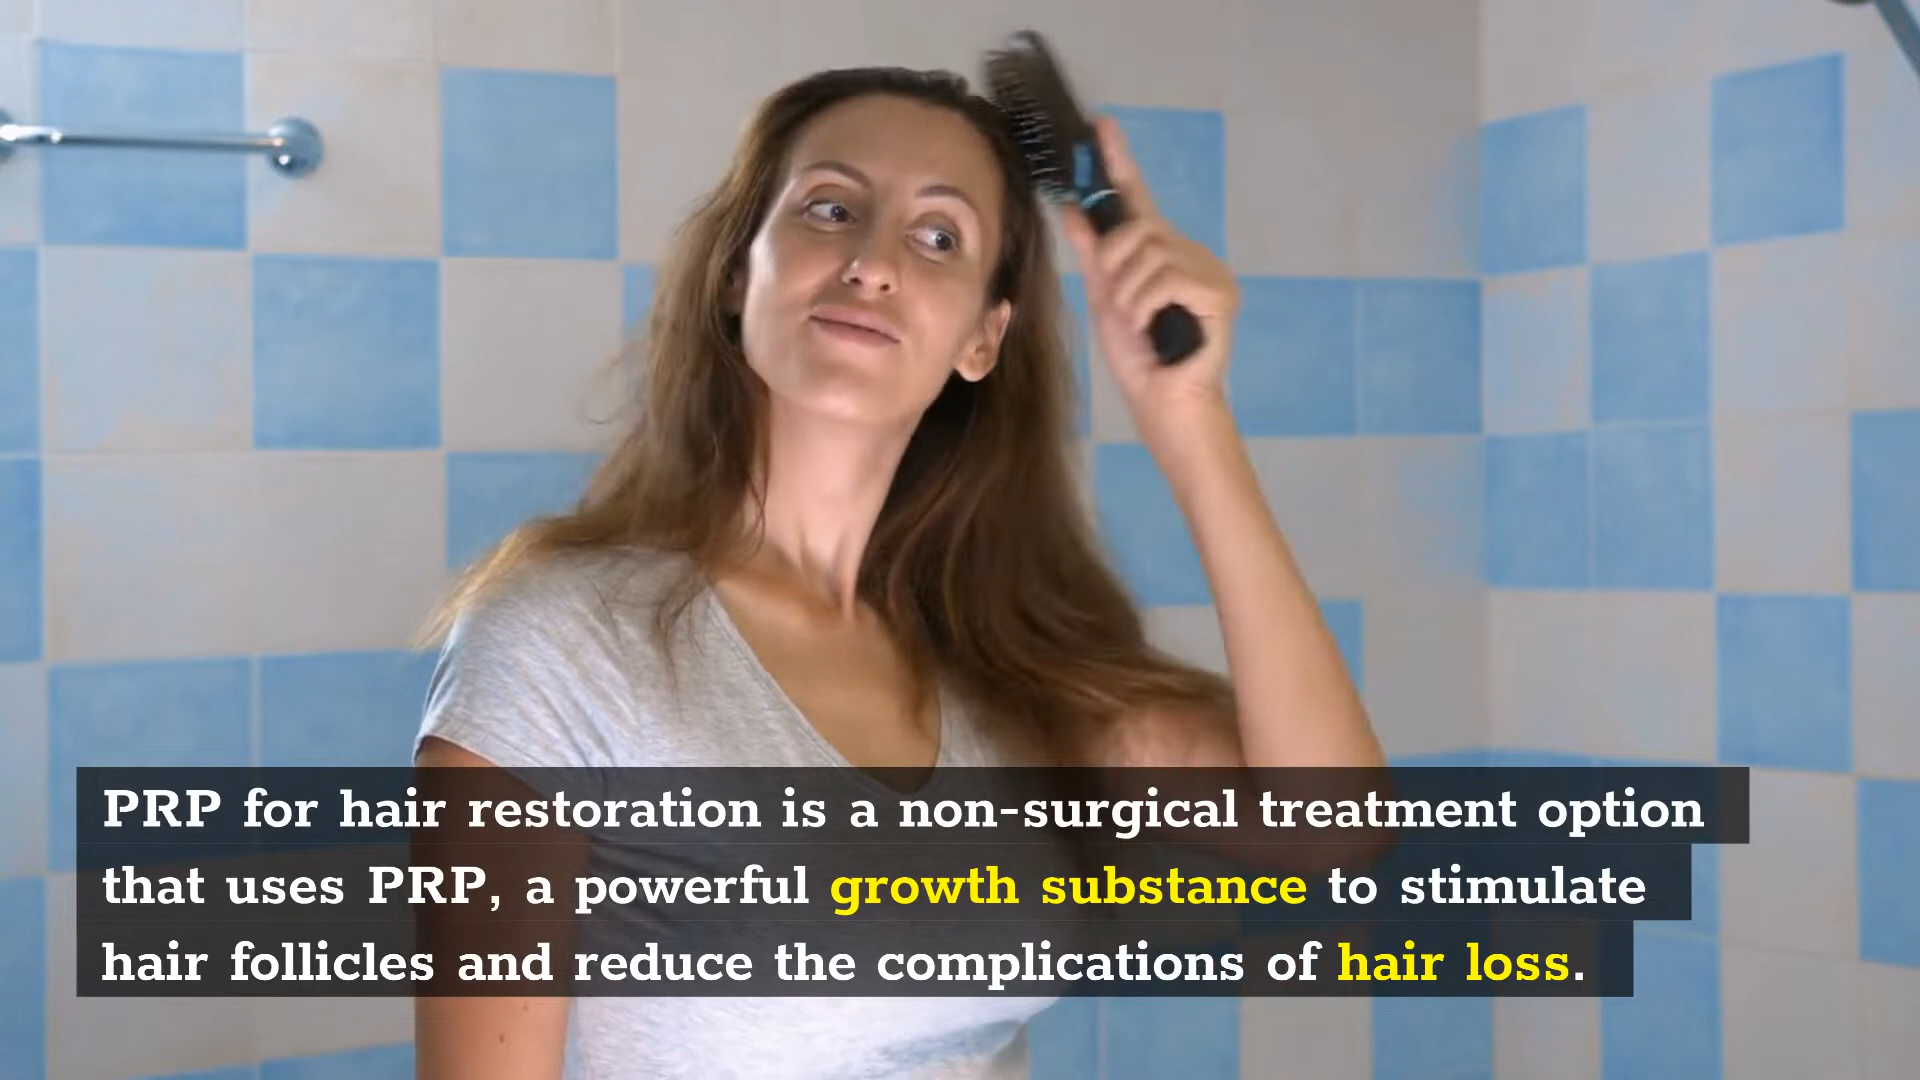 PRP for hair restoration is a non-surgical treatment option
that uses PRP, a powerful growth substance to stimulate
hair follicles and reduce the complications of hair loss.